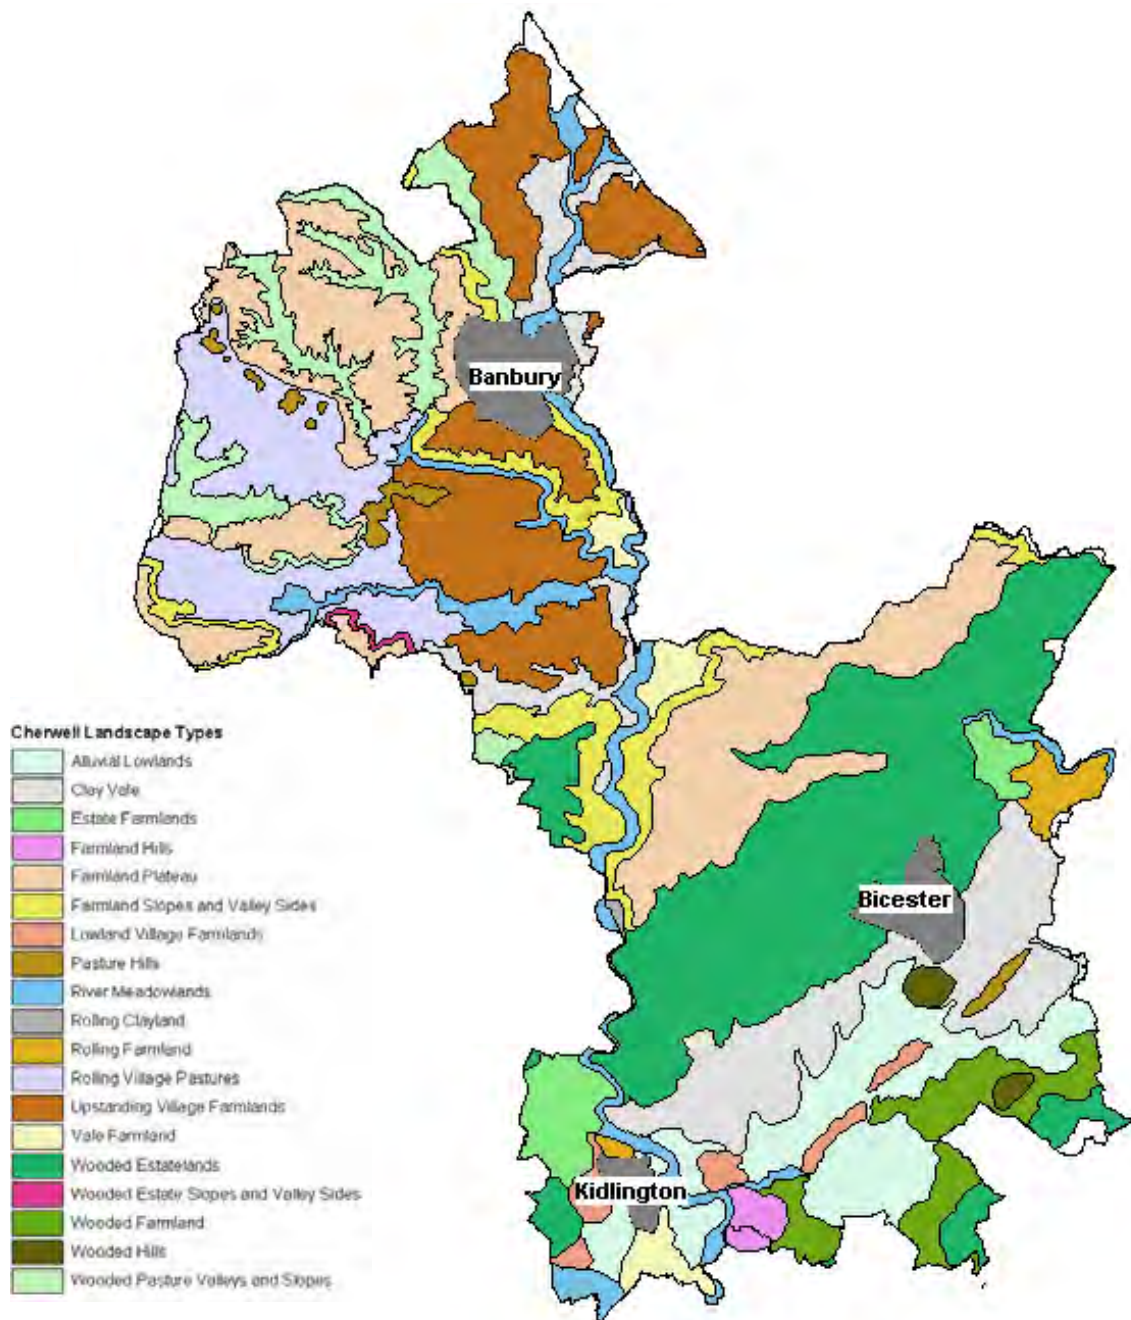 Banbury
Cherwell Landscape Types
Alluvial Lowlands
Clay Vale
Estate Farmlands
Farmland Hills
Farmland Plateau
Farmland Slopes and Valley Sides
Lowland Village Farmlands
Pasture Hills
River Meadowlands
Rolling Clayland
Rolling Farmland
Rolling Village Pastures
Upstanding Village Farmlands
Vale Farmland
Wooded Estatelands
Wooded Estate Slopes and Valley Sides
Wooded Farmland
Wooded Hills
Wooded Pasture Valleys and Slopes
Bicester
Kidlington